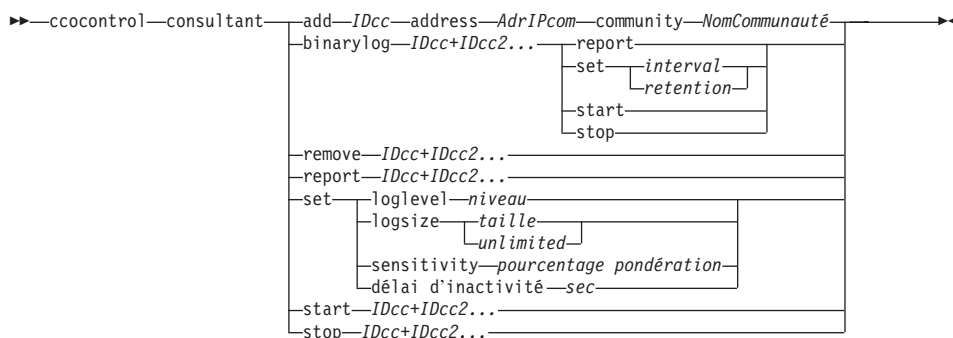 ccocontrol consultant add IDcc address AdrIPcom community NomCommunauté
binarylog IDcc+IDcc2... report
set interval
retention
start
stop
remove IDcc+IDcc2...
report IDcc+IDcc2...
set loglevel niveau
logsize taille
unlimited
sensitivity pourcentage pondération
délai d'inactivité sec
start IDcc+IDcc2...
stop IDcc+IDcc2...